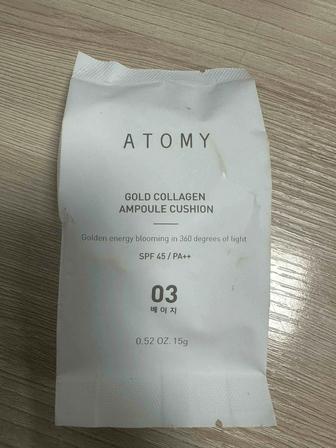 ATOMY
GOLD COLLAGEN
AMPOULE CUSHION
Golden energy blooming in 360 degrees of light
SPF 45 / PA++
03
베이지
0.52 OZ. 15g